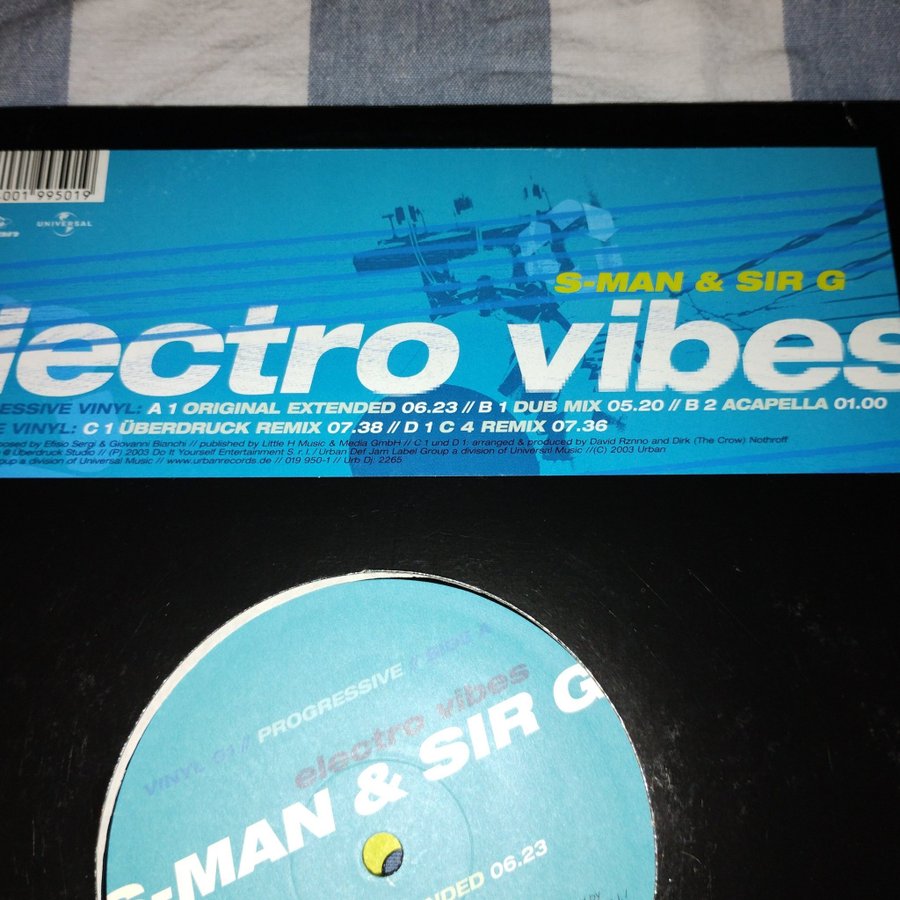 001 995019
UNIVERSAL
S-MAN & SIR G
lectro vibes
ESSIVE VINYL: A 1 ORIGINAL EXTENDED 06.23 // B 1 DUB MIX 05.20 // B 2 ACAPELLA 01.00
E VINYL: C 1 ÜBERDRUCK REMIX 07.38 // D 1 C 4 REMIX 07.36
posed by Efisio Sergi & Giovanni Bianchi // published by Little H Music & Media GmbH // C 1 und D 1: arranged & produced by David Rznno and Dirk (The Crow) Nothroff
@ Überdruck Studio // (P) 2003 Do it Yourself Entertainment S.r.l. / Urban Def Jam Label Group a division of Universal Music //(C) 2003 Urban
roup a division of Universal Music // www.urbanrecords.de // 019 950-1 // Urb Dj: 2265
VINYL 01 // PROGRESSIVE / SIDE A
electro vibes
S-MAN & SIR G
NDED 06.23